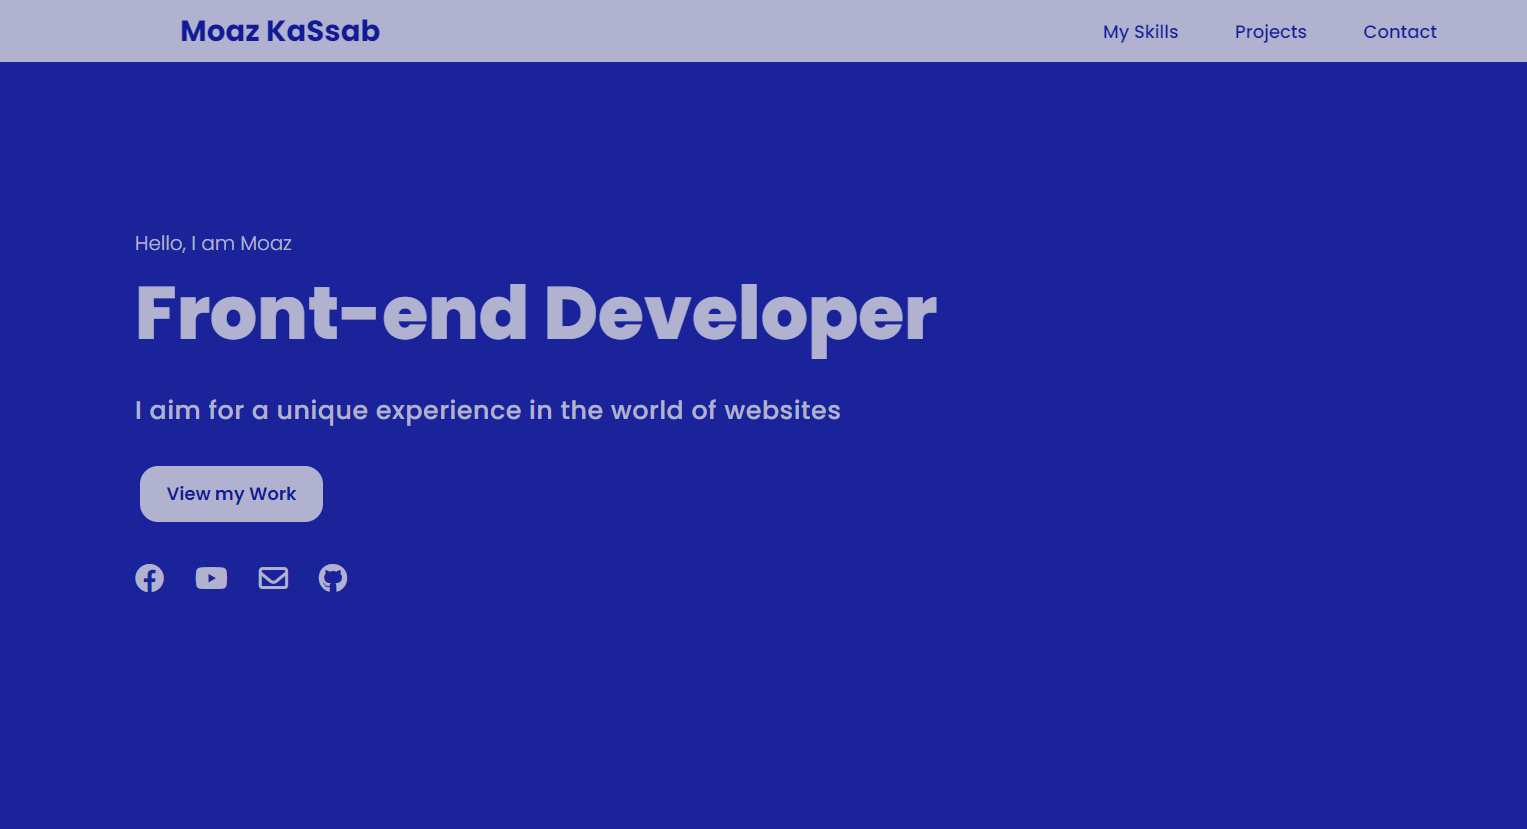 Moaz KaSsab
My Skills
Projects
Contact
Hello, I am Moaz
Front-end Developer
I aim for a unique experience in the world of websites
View my Work